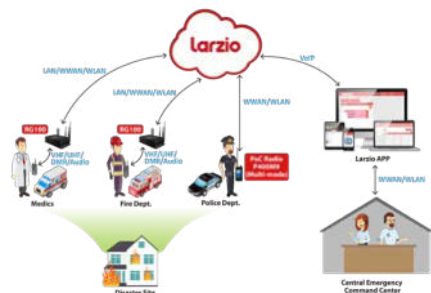 larzio
LAN/WWAN/WLAN
VoIP
LAN/WWAN/WLAN
WWAN/WLAN
RG100
RG100
VHF/UHF/
DMR/Audio
VHF/UHF/
DMR/Audio
PoC Radio
(Multi-mode)
Larzio APP
Medics
Fire Dept.
Police Dept.
WWAN/WLAN
Disaster Site
Central Emergency
Command Center